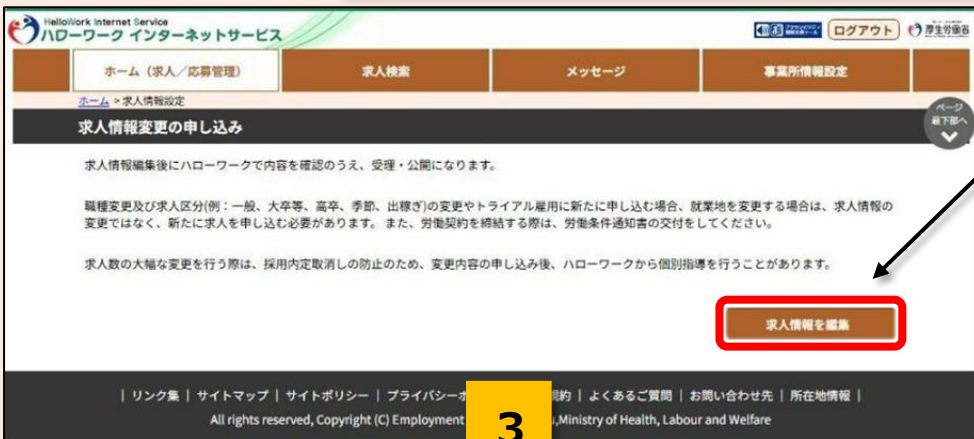 HelloWork Internet Service
ハローワーク インターネットサービス
ログアウト
厚生労働省
ホーム（求人／応募管理）
求人検索
メッセージ
事業所情報設定
ホーム > 求人情報設定
ページ
最下部へ
求人情報変更の申し込み
求人情報編集後にハローワークで内容を確認のうえ、受理・公開になります。
職種変更及び求人区分(例：一般、大卒等、高卒、季節、出稼ぎ)の変更やトライアル雇用に新たに申し込む場合、就業地を変更する場合は、求人情報の
変更ではなく、新たに求人を申し込む必要があります。 また、労働契約を締結する際は、労働条件通知書の交付をしてください。
求人数の大幅な変更を行う際は、採用内定取消しの防止のため、変更内容の申し込み後、ハローワークから個別指導を行うことがあります。
求人情報を編集
| リンク集 | サイトマップ | サイトポリシー | プライバシーポ 規約 | よくあるご質問 | お問い合わせ先 | 所在地情報 |
All rights reserved, Copyright (C) Employment ,Ministry of Health, Labour and Welfare
3